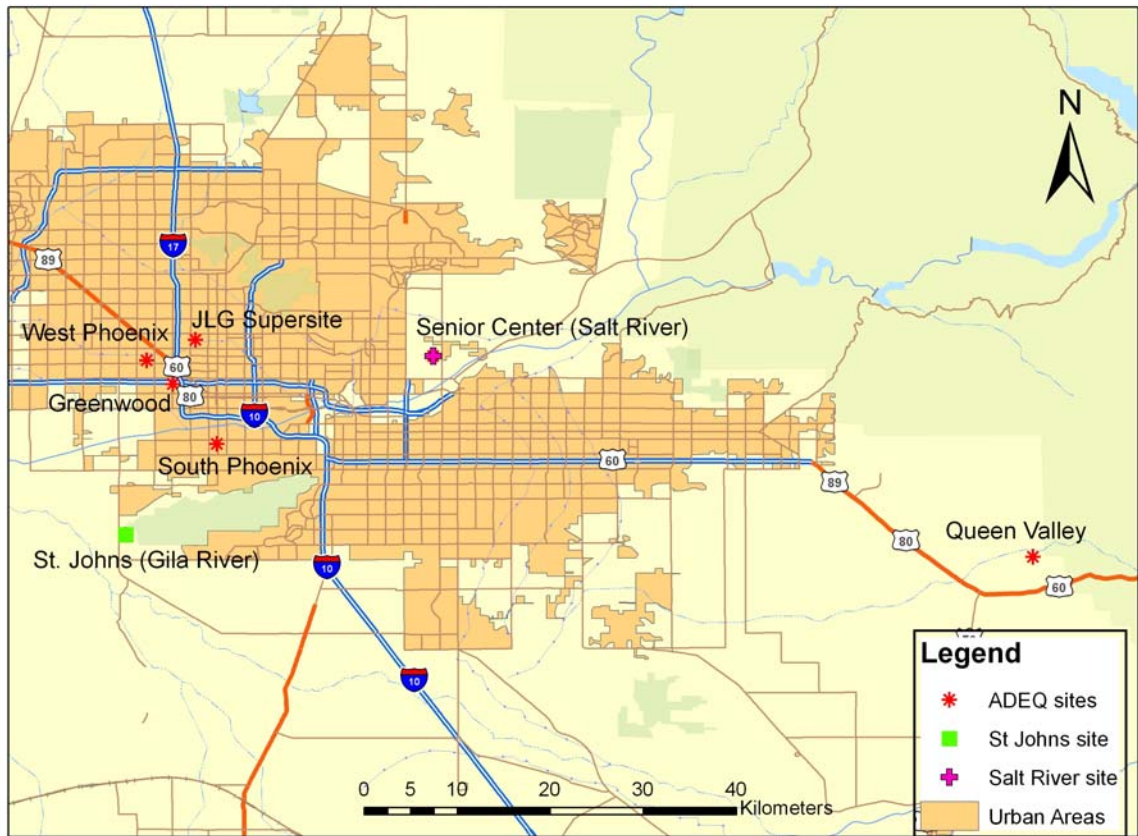 N
17
89
JLG Supersite
West Phoenix
Senior Center (Salt River)
60
Greenwood
80
10
South Phoenix
60
89
St. Johns (Gila River)
10
80
Queen Valley
60
10
Legend
ADEQ sites
St Johns site
Salt River site
Urban Areas
0 5 10 20 30 40
Kilometers